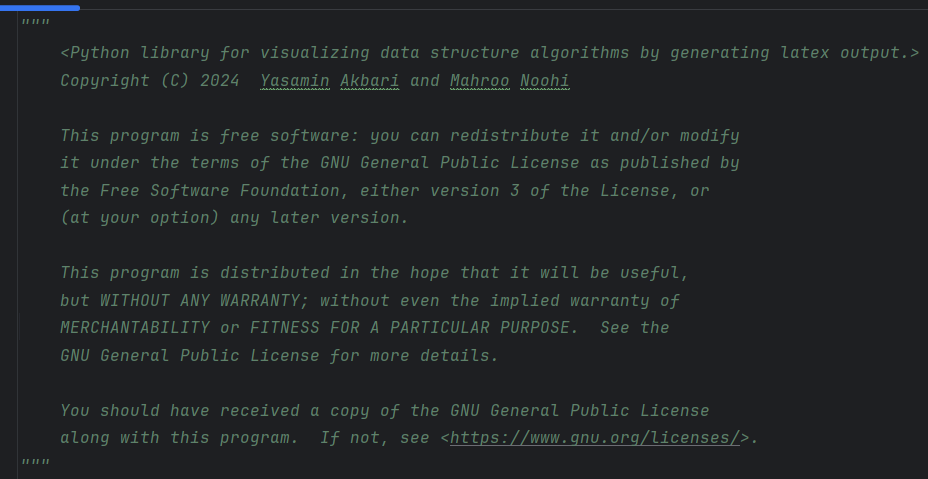 """
<Python library for visualizing data structure algorithms by generating latex output.>
Copyright (C) 2024  Yasamin Akbari and Mahroo Noohi
This program is free software: you can redistribute it and/or modify
it under the terms of the GNU General Public License as published by
the Free Software Foundation, either version 3 of the License, or
(at your option) any later version.
This program is distributed in the hope that it will be useful,
but WITHOUT ANY WARRANTY; without even the implied warranty of
MERCHANTABILITY or FITNESS FOR A PARTICULAR PURPOSE.  See the
GNU General Public License for more details.
You should have received a copy of the GNU General Public License
along with this program.  If not, see <https://www.gnu.org/licenses/>.
"""